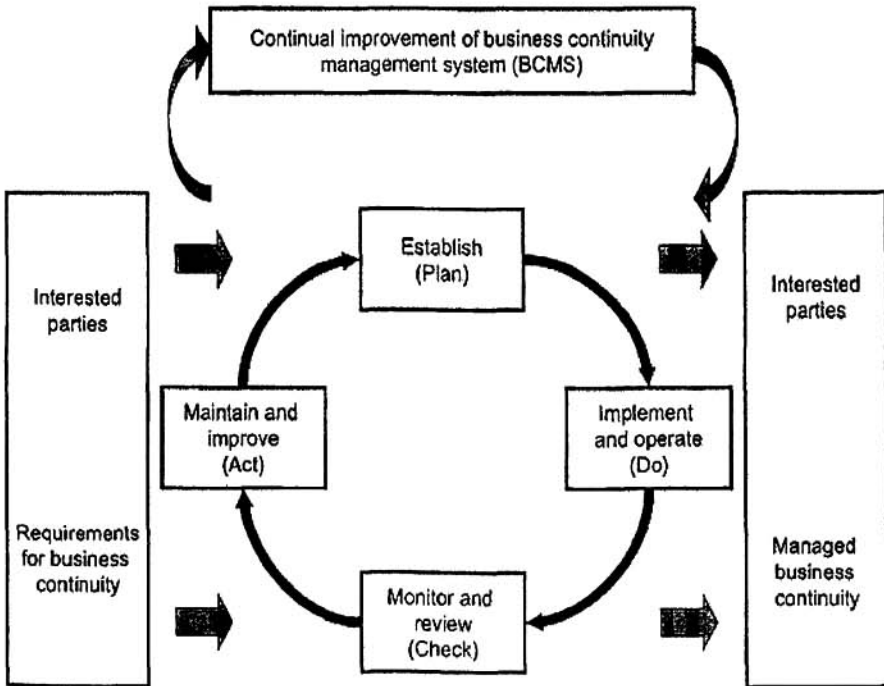 Continual improvement of business continuity
management system (BCMS)
Establish
(Plan)
Interested
parties
Interested
parties
Maintain and
improve
(Act)
Implement
and operate
(Do)
Requirements
for business
continuity
Managed
business
continuity
Monitor and
review
(Check)